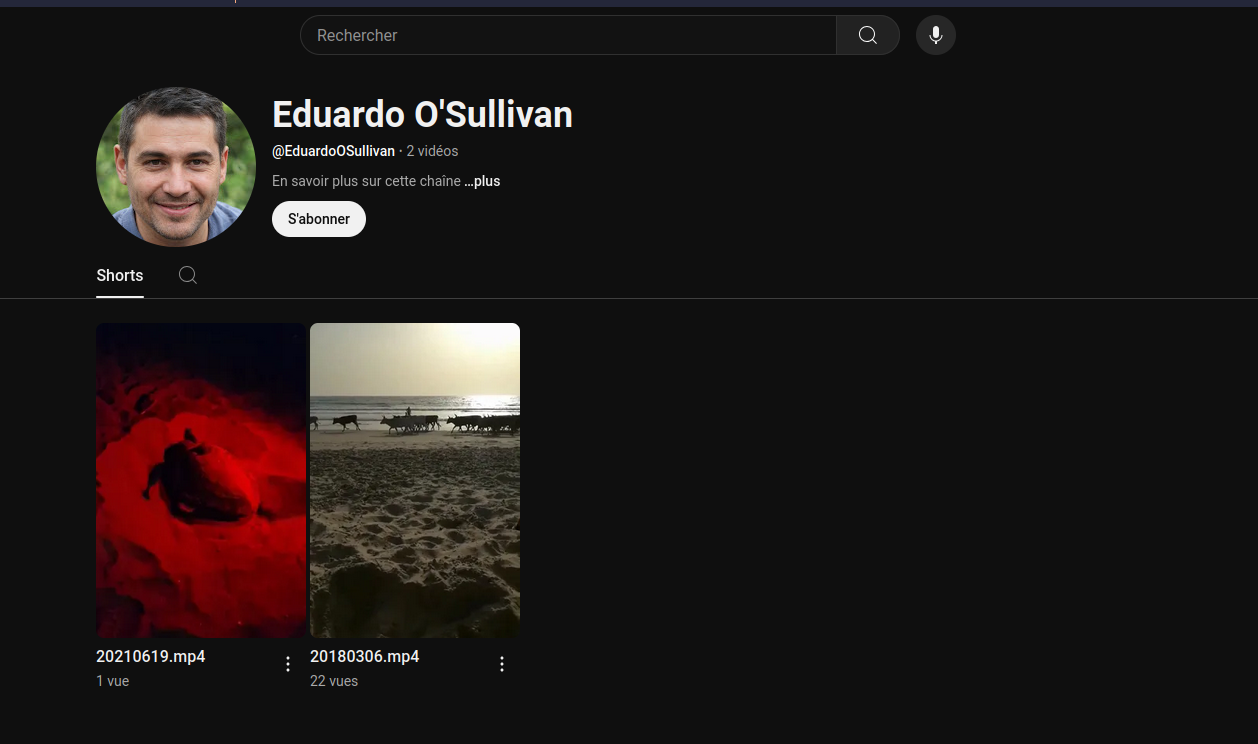 Rechercher
Eduardo O'Sullivan
@EduardoOSullivan · 2 vidéos
En savoir plus sur cette chaîne ...plus
S'abonner
Shorts
20210619.mp4
1 vue
20180306.mp4
22 vues